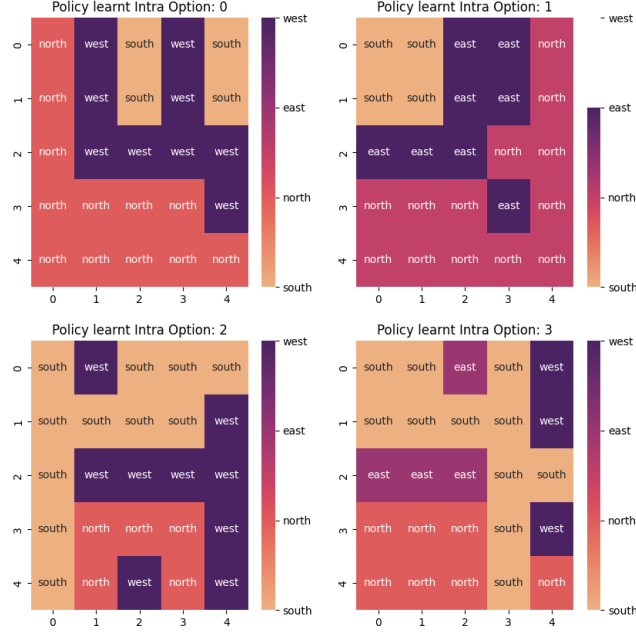 Policy learnt Intra Option: 0
0 north west south west south
1 north west south west south
2 north west west west west
3 north north north north west
4 north north north north north
0 1 2 3 4
west
east
north
south
Policy learnt Intra Option: 1
0 south south east east north
1 south south east east north
2 east east east north north
3 north north north east north
4 north north north north north
0 1 2 3 4
west
east
north
south
Policy learnt Intra Option: 2
0 south west south south south
1 south south south south west
2 south west west west west
3 south north north north west
4 south north west north west
0 1 2 3 4
west
east
north
south
Policy learnt Intra Option: 3
0 south south east south west
1 south south south south west
2 east east east south south
3 north north north south west
4 north north north south north
0 1 2 3 4
west
east
north
south